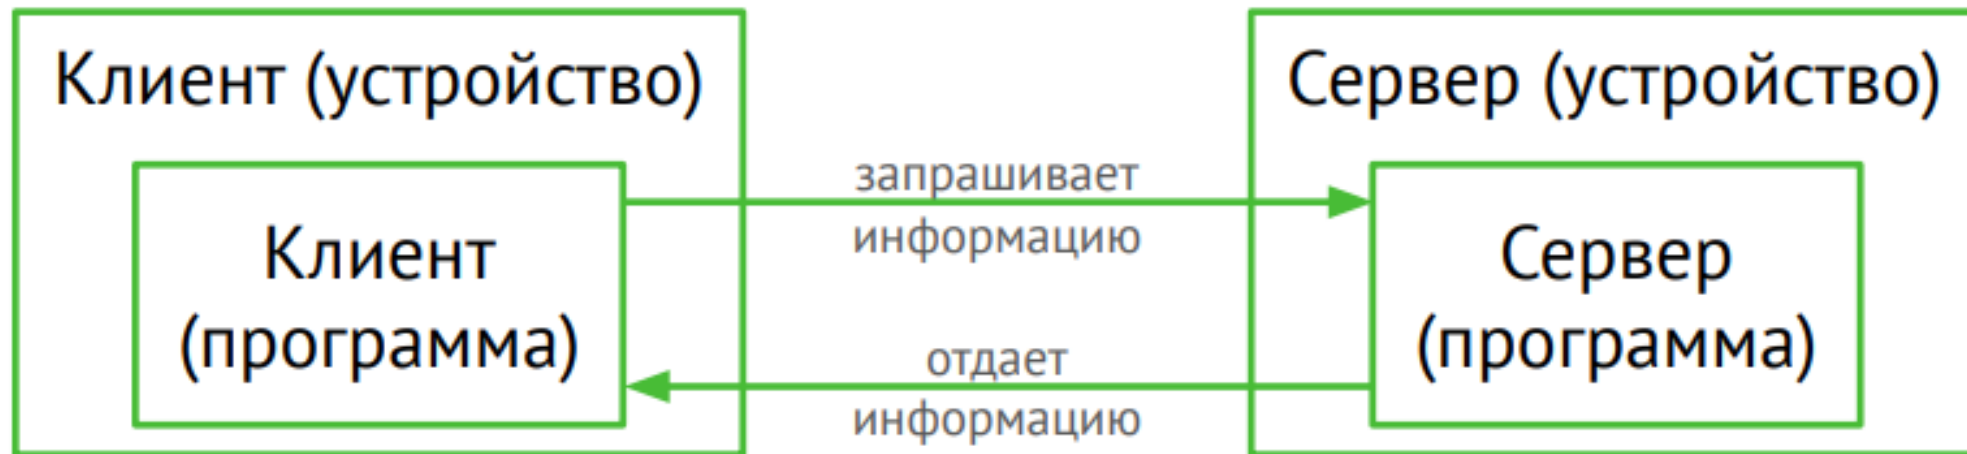 Клиент (устройство)
Клиент
(программа)
запрашивает
информацию
отдает
информацию
Сервер (устройство)
Сервер
(программа)